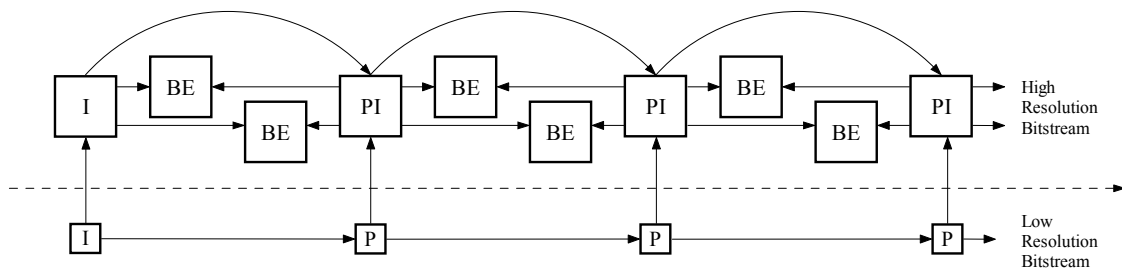 I
BE
BE
PI
BE
BE
PI
BE
BE
PI
High
Resolution
Bitstream
I
P
P
P
Low
Resolution
Bitstream